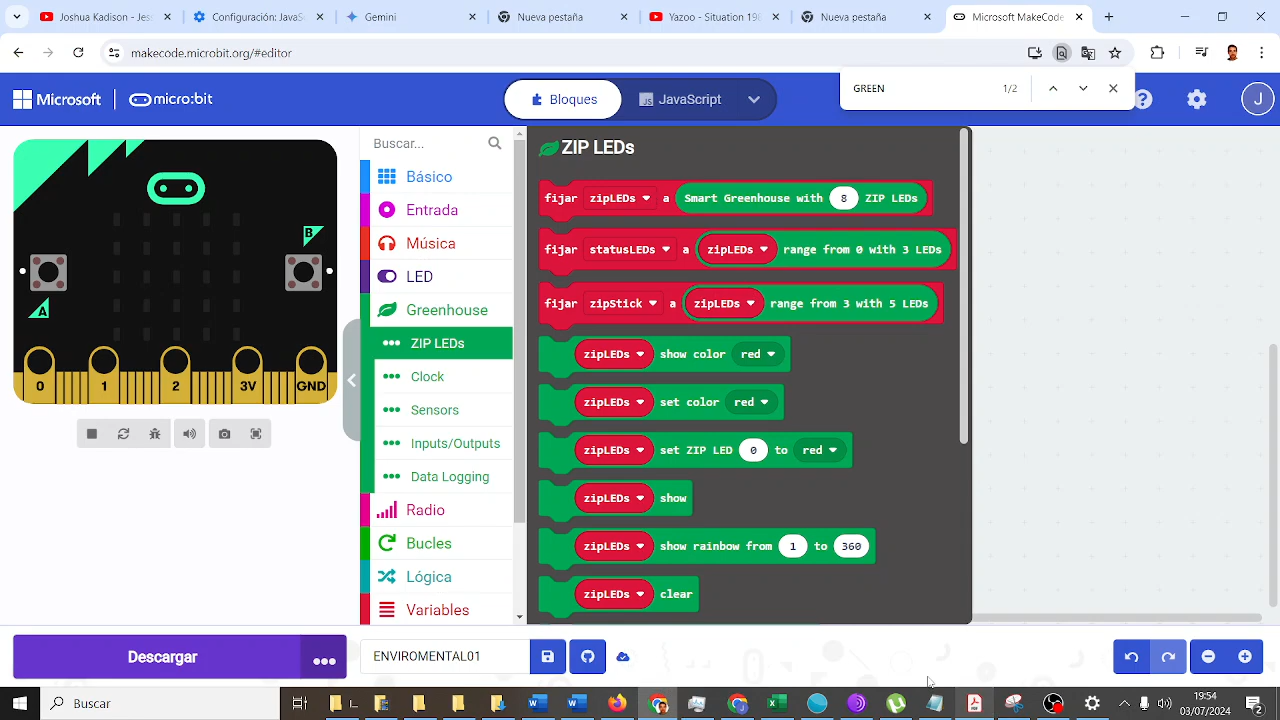 Joshua Karlton - Jes
Configuración: JavaS
Gemini
Nueva pestaña
Yazoo - Situation 198
Nueva pestaña
Microsoft MakeCode
makecode.microbit.org/#editor
GREEN
1/2
Microsoft
micro:bit
Bloques
JS
JavaScript
J
Buscar...
Básico
Entrada
Música
LED
Greenhouse
ZIP LEDs
Clock
Sensors
Inputs/Outputs
Data Logging
Radio
Bucles
Lógica
Variables
B
A
0
1
2
3V
GND
ZIP LEDs
fijar zipLEDs a Smart Greenhouse with 8 ZIP LEDs
fijar statusLEDs a zipLEDs range from 0 with 3 LEDs
fijar zipStick a zipLEDs range from 3 with 5 LEDs
zipLEDs show color red
zipLEDs set color red
zipLEDs set ZIP LED 0 to red
zipLEDs show
zipLEDs show rainbow from 1 to 360
zipLEDs clear
Descargar
ENVIROMENTAL01
Buscar
19:54
03/07/2024
2